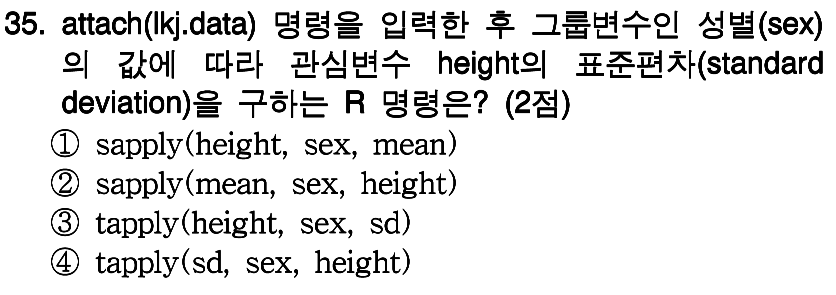 35. attach(lkj.data) 명령을 입력한 후 그룹변수인 성별(sex)
의 값에 따라 관심변수 height의 표준편차(standard
deviation)을 구하는 R 명령은? (2점)
① sapply(height, sex, mean)
② sapply(mean, sex, height)
③ tapply(height, sex, sd)
④ tapply(sd, sex, height)